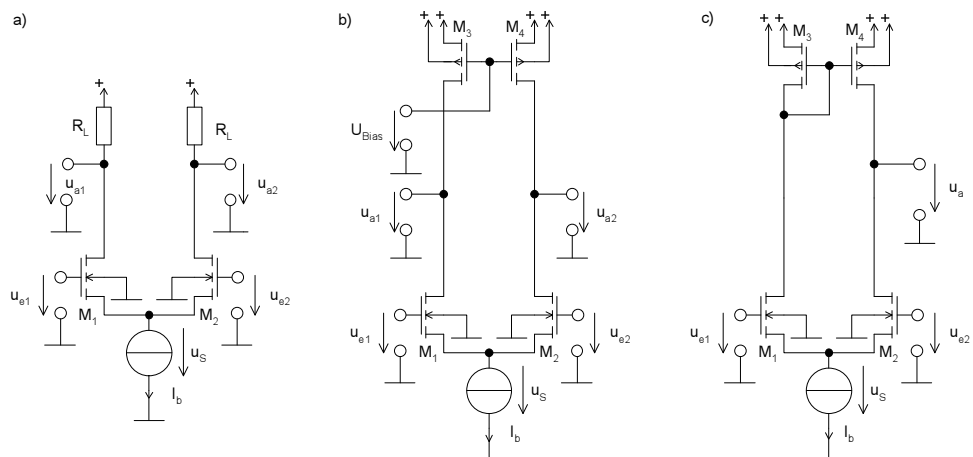 a)
+ +
R_L R_L
u_a1 u_a2
u_e1 u_e2
M_1 M_2
u_S
I_b
b)
+ + + +
M_3 M_4
U_Bias
u_a1 u_a2
u_e1 u_e2
M_1 M_2
u_S
I_b
c)
+ + + +
M_3 M_4
u_a
u_e1 u_e2
M_1 M_2
u_S
I_b